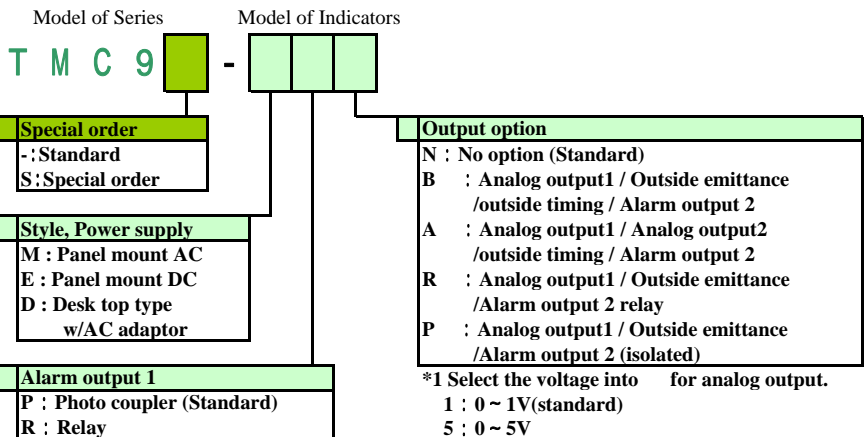 Model of Series
Model of Indicators
TMC9 -
Special order
-:Standard
S:Special order
Style, Power supply
M : Panel mount AC
E : Panel mount DC
D : Desk top type
w/AC adaptor
Alarm output 1
P : Photo coupler (Standard)
R : Relay
Output option
N : No option (Standard)
B : Analog output1 / Outside emittance
/outside timing / Alarm output 2
A : Analog output1 / Analog output2
/outside timing / Alarm output 2
R : Analog output1 / Outside emittance
/Alarm output 2 relay
P : Analog output1 / Outside emittance
/Alarm output 2 (isolated)
*1 Select the voltage into for analog output.
1 : 0 ~ 1V(standard)
5 : 0 ~ 5V